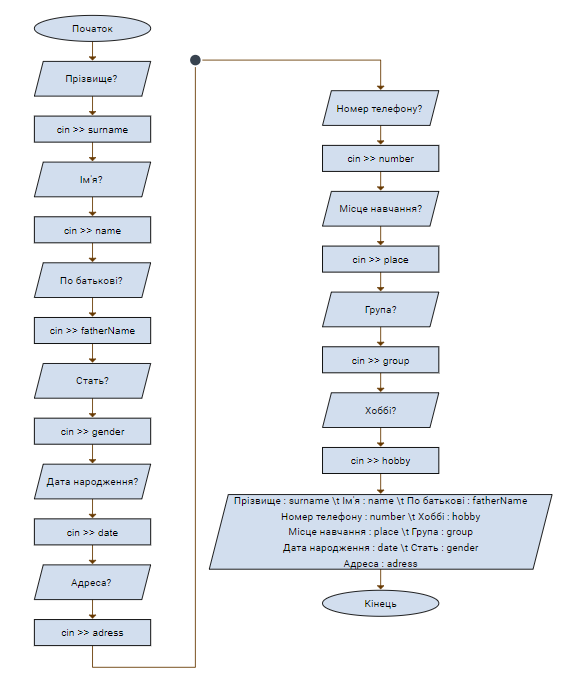 Початок
Прізвище?
cin >> surname
Ім'я?
cin >> name
По батькові?
cin >> fatherName
Стать?
cin >> gender
Дата народження?
cin >> date
Адреса?
cin >> adress
Номер телефону?
cin >> number
Місце навчання?
cin >> place
Група?
cin >> group
Хоббі?
cin >> hobby
Прізвище : surname \t Ім'я : name \t По батькові : fatherName
Номер телефону : number \t Хоббі : hobby
Місце навчання : place \t Група : group
Дата народження : date \t Стать : gender
Адреса : adress
Кінець